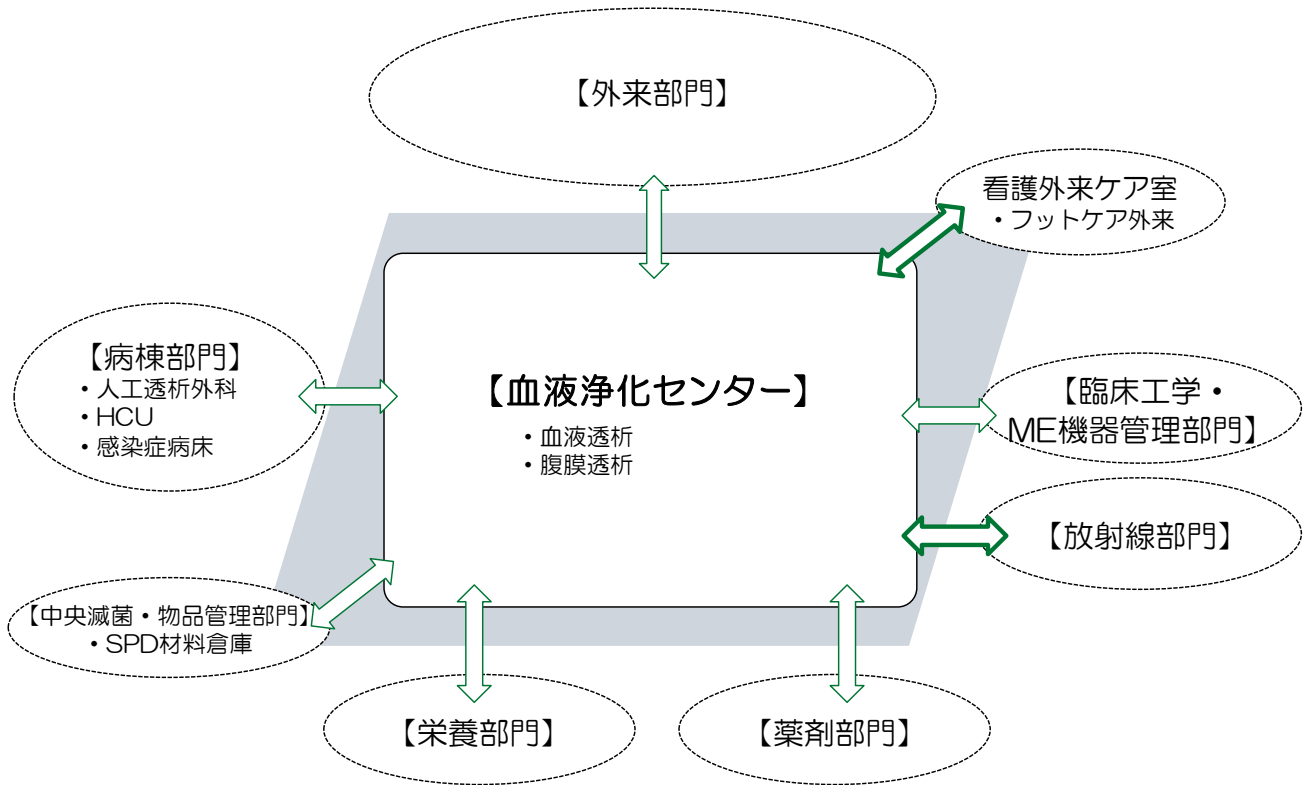 【外来部門】
看護外来ケア室
・フットケア外来
【病棟部門】
・人工透析外科
・HCU
・感染症病床
【血液浄化センター】
・血液透析
・腹膜透析
【臨床工学・
ME機器管理部門】
【放射線部門】
【中央滅菌・物品管理部門】
・SPD材料倉庫
【栄養部門】
【薬剤部門】